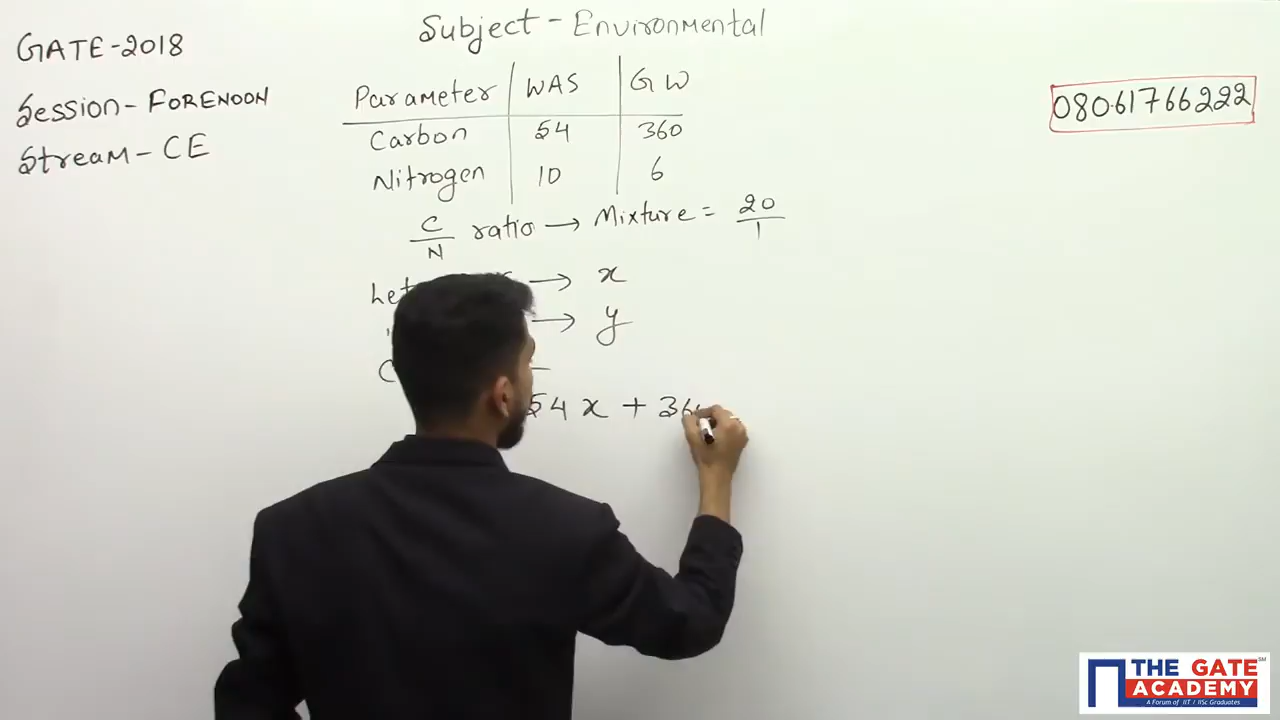 Subject - Environmental
GATE-2018
Session - FORENOON
Stream - CE
08061766222
Parameter WAS GW
Carbon 54 360
Nitrogen 10 6
C/N ratio → Mixture = 20/1
Let → x
→ y
C
54 x + 36
THE GATE ACADEMY SM
A Forum of IIT / IISc Graduates